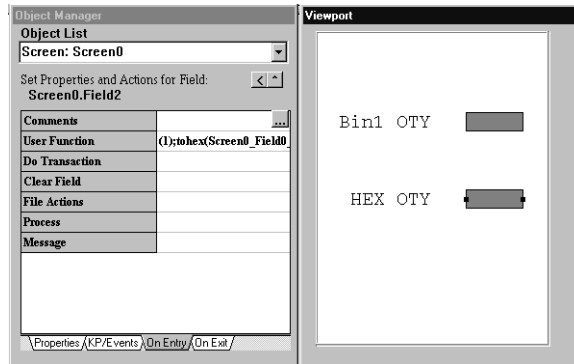 Object Manager
Object List
Screen: Screen0
Set Properties and Actions for Field:
< ^
Screen0.Field2
Comments ...
User Function (1);tohex(Screen0_Field0_
Do Transaction
Clear Field
File Actions
Process
Message
Properties KP/Events On Entry On Exit
Viewport
Bin1 OTY
HEX OTY